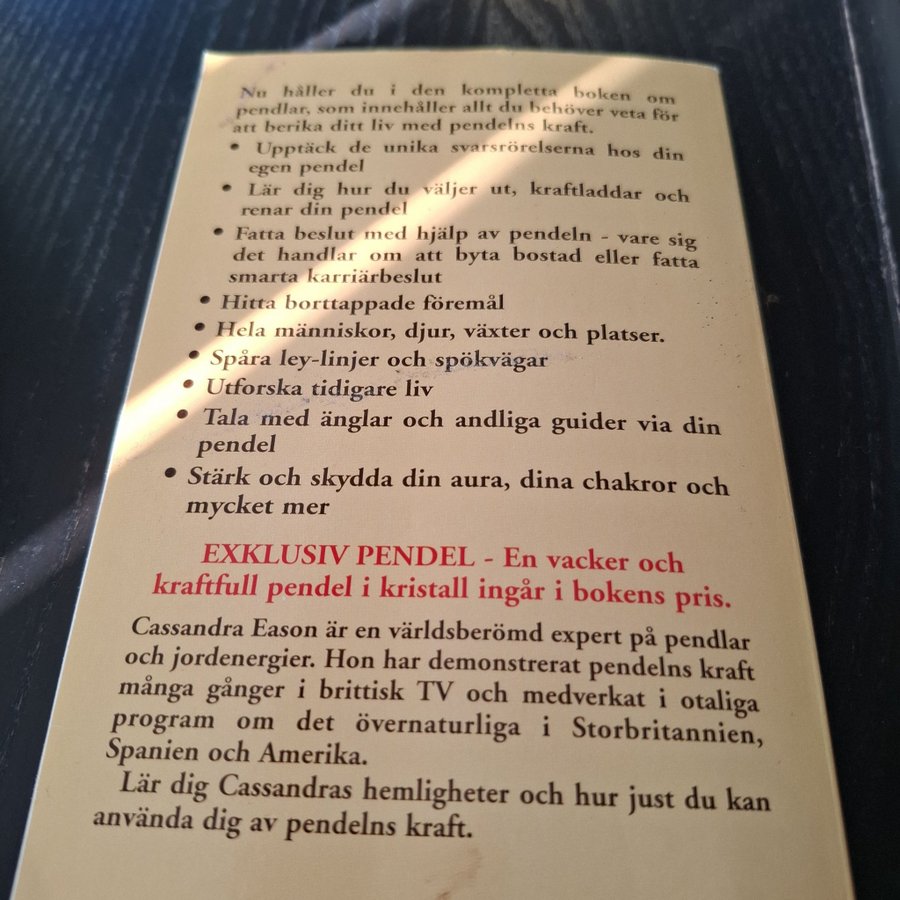 Nu håller du i den kompletta boken om
pendlar, som innehåller allt du behöver veta för
att berika ditt liv med pendelns kraft.
• Upptäck de unika svarsrörelserna hos din
egen pendel
• Lär dig hur du väljer ut, kraftladdar och
renar din pendel
• Fatta beslut med hjälp av pendeln - vare sig
det handlar om att byta bostad eller fatta
smarta karriärbeslut
• Hitta borttappade föremål
• Hela människor, djur, växter och platser.
• Spåra ley-linjer och spökvägar
• Utforska tidigare liv
• Tala med änglar och andliga guider via din
pendel
• Stärk och skydda din aura, dina chakror och
mycket mer
EXKLUSIV PENDEL - En vacker och
kraftfull pendel i kristall ingår i bokens pris.
Cassandra Eason är en världsberömd expert på pendlar
och jordenergier. Hon har demonstrerat pendelns kraft
många gånger i brittisk TV och medverkat i otaliga
program om det övernaturliga i Storbritannien,
Spanien och Amerika.
Lär dig Cassandras hemligheter och hur just du kan
använda dig av pendelns kraft.